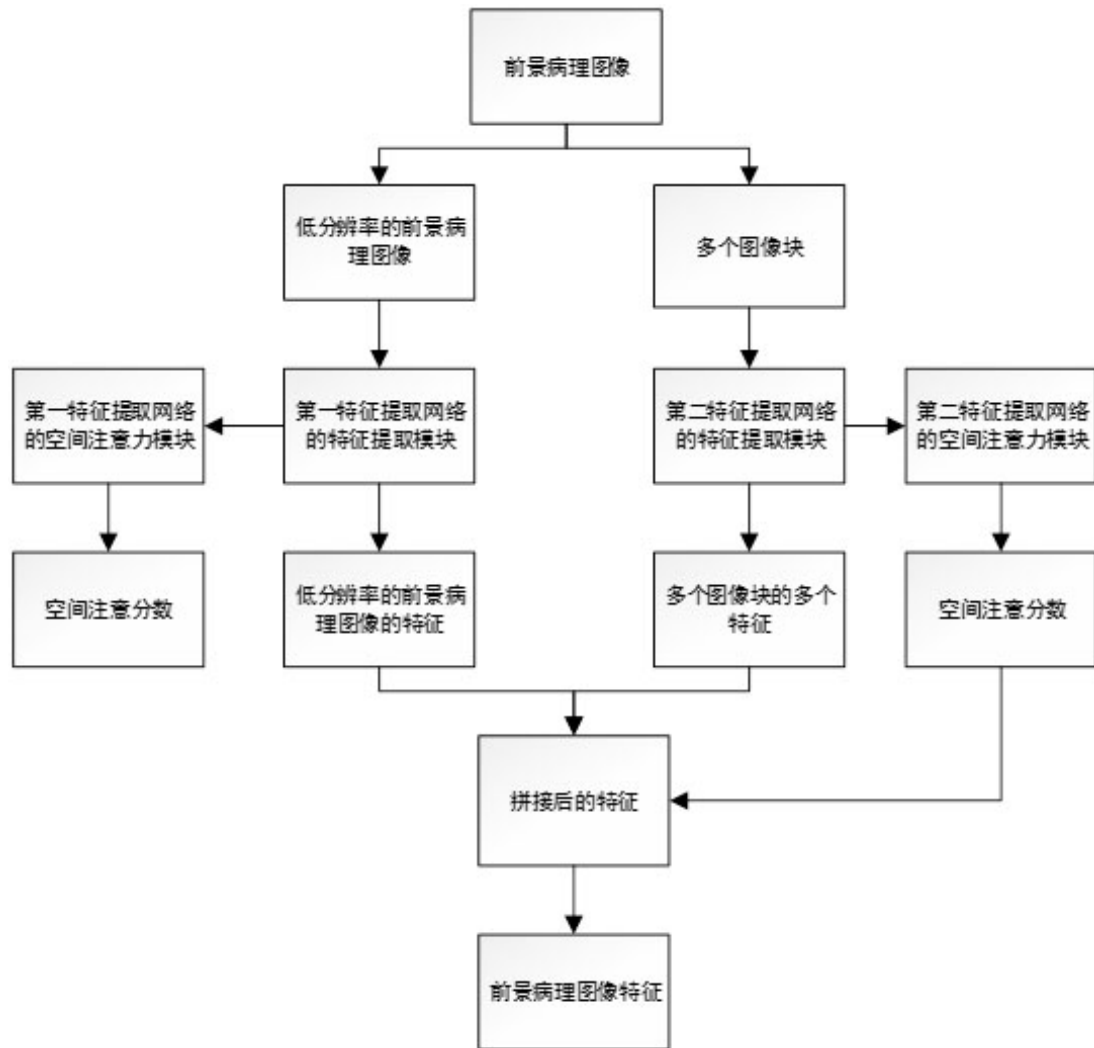 前景病理图像
低分辨率的前景病
理图像
多个图像块
第一特征提取网络
的空间注意力模块
第一特征提取网络
的特征提取模块
第二特征提取网络
的特征提取模块
第二特征提取网络
的空间注意力模块
空间注意分数
低分辨率的前景病
理图像的特征
多个图像块的多个
特征
空间注意分数
拼接后的特征
前景病理图像特征